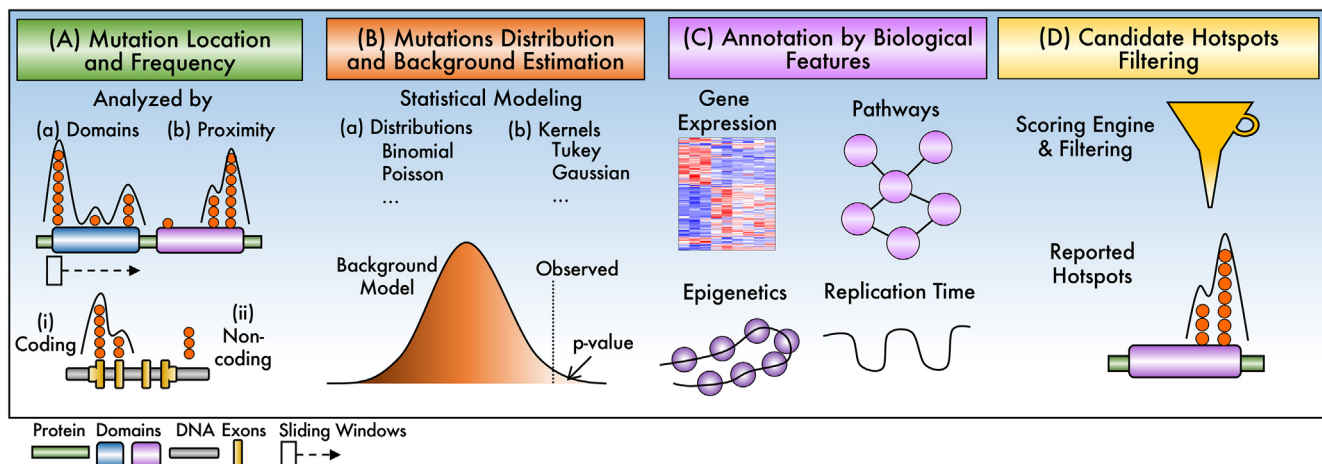 (A) Mutation Location
and Frequency
Analyzed by
(a) Domains
(b) Proximity
(i)
Coding
(ii)
Non-
coding
(B) Mutations Distribution
and Background Estimation
Statistical Modeling
(a) Distributions
Binomial
Poisson
...
(b) Kernels
Tukey
Gaussian
...
Background
Model
Observed
p-value
(C) Annotation by Biological
Features
Gene
Expression
Pathways
Epigenetics
Replication Time
(D) Candidate Hotspots
Filtering
Scoring Engine
& Filtering
Reported
Hotspots
Protein Domains DNA Exons Sliding Windows